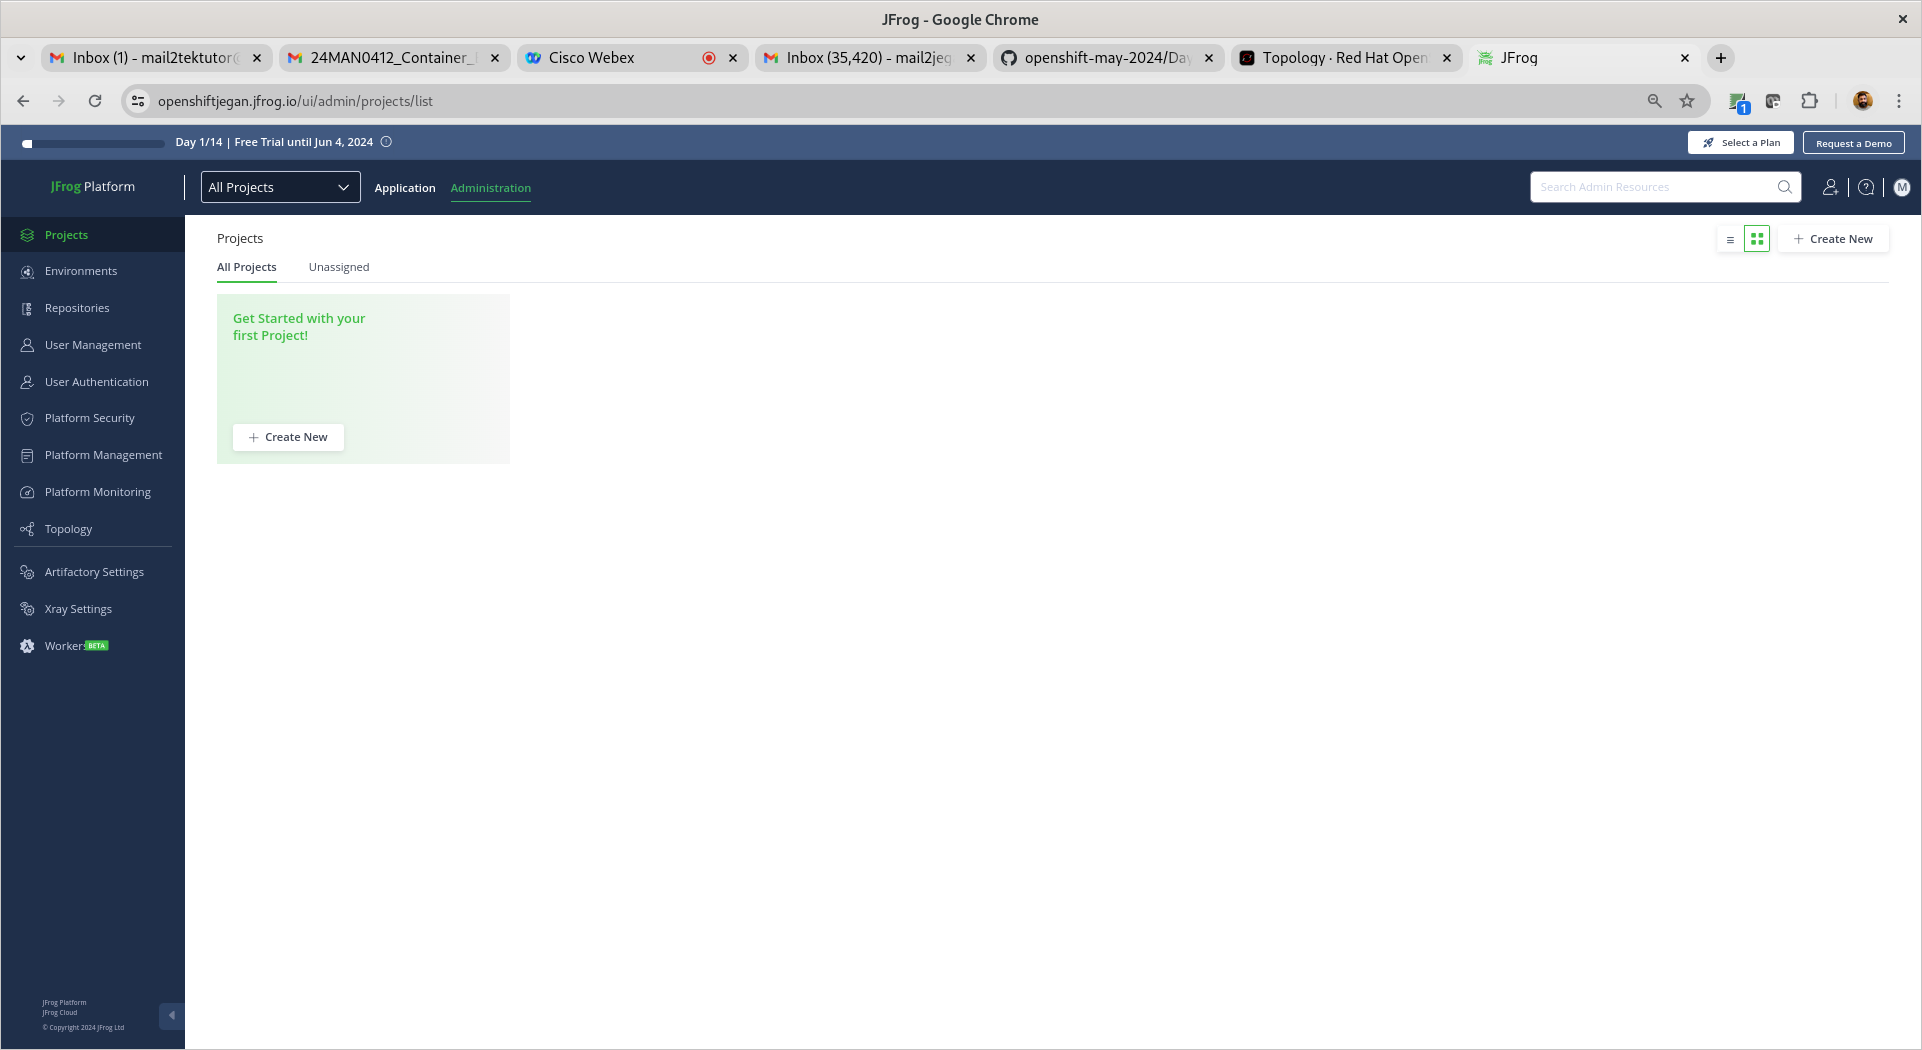 JFrog - Google Chrome
Inbox (1) - mail2tektutor@
24MAN0412_Container_
Cisco Webex
Inbox (35,420) - mail2jeg
openshift-may-2024/Day
Topology · Red Hat Open
JFrog
openshiftjegan.jfrog.io/ui/admin/projects/list
1
Day 1/14 | Free Trial until Jun 4, 2024
Select a Plan
Request a Demo
JFrog Platform
All Projects
Application
Administration
Search Admin Resources
M
Projects
Environments
Repositories
User Management
User Authentication
Platform Security
Platform Management
Platform Monitoring
Topology
Artifactory Settings
Xray Settings
Workers BETA
JFrog Platform
JFrog Cloud
© Copyright 2024 JFrog Ltd
Projects
Create New
All Projects
Unassigned
Get Started with your
first Project!
Create New